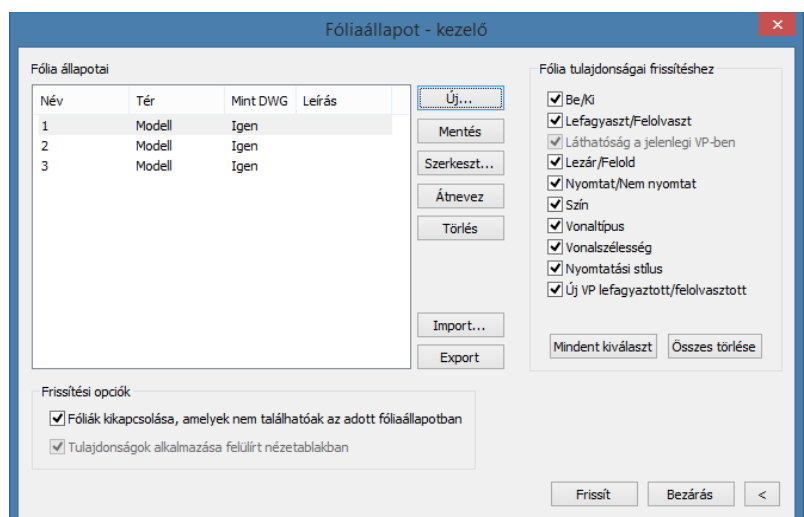 Fóliaállapot - kezelő
Fólia állapotai
Név Tér Mint DWG Leírás
1 Modell Igen
2 Modell Igen
3 Modell Igen
Új...
Mentés
Szerkeszt...
Átnevez
Törlés
Import...
Export
Fólia tulajdonságai frissítéshez
Be/Ki
Lefagyaszt/Felolvaszt
Láthatóság a jelenlegi VP-ben
Lezár/Felold
Nyomtat/Nem nyomtat
Szín
Vonaltípus
Vonalszélesség
Nyomtatási stílus
Új VP lefagyaztott/felolvasztott
Mindent kiválaszt Összes törlése
Frissítési opciók
Fóliák kikapcsolása, amelyek nem találhatóak az adott fóliaállapotban
Tulajdonságok alkalmazása felülírt nézetablakban
Frissít Bezárás <